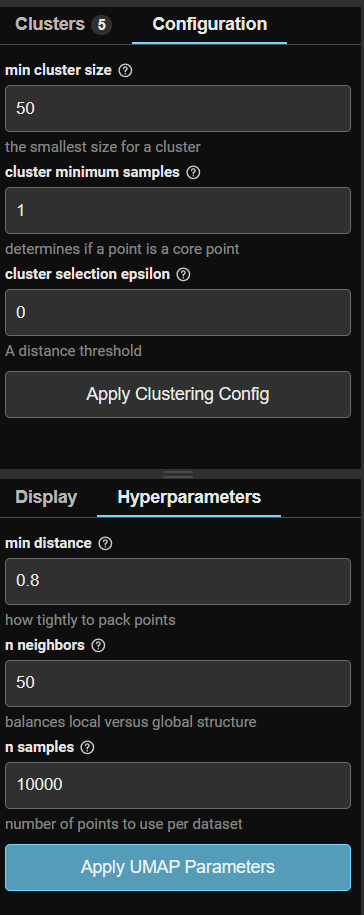 Clusters 5 Configuration
min cluster size ?
50
the smallest size for a cluster
cluster minimum samples ?
1
determines if a point is a core point
cluster selection epsilon ?
0
A distance threshold
Apply Clustering Config
Display Hyperparameters
min distance ?
0.8
how tightly to pack points
n neighbors ?
50
balances local versus global structure
n samples ?
10000
number of points to use per dataset
Apply UMAP Parameters